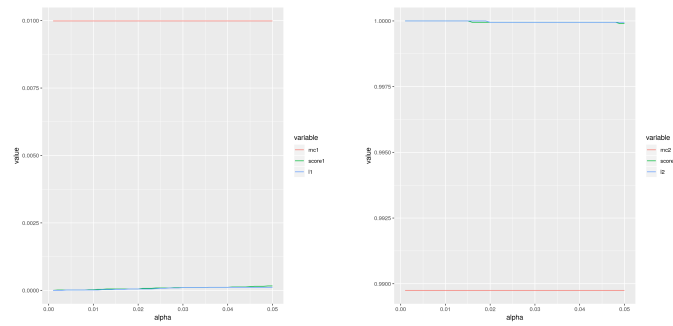 0.0100
0.0075
0.0050
0.0025
0.0000
value
0.00 0.01 0.02 0.03 0.04 0.05
alpha
variable
mc1
score1
l1
1.0000
0.9975
0.9950
0.9925
0.9900
value
0.00 0.01 0.02 0.03 0.04 0.05
alpha
variable
mc2
score
l2